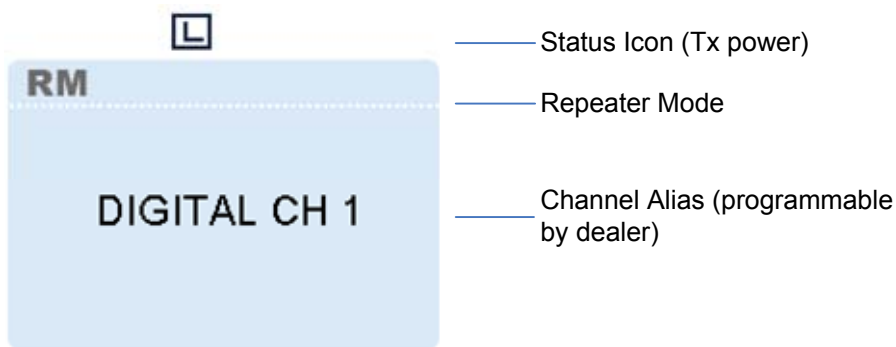 L
Status Icon (Tx power)
RM
Repeater Mode
DIGITAL CH 1
Channel Alias (programmable
by dealer)